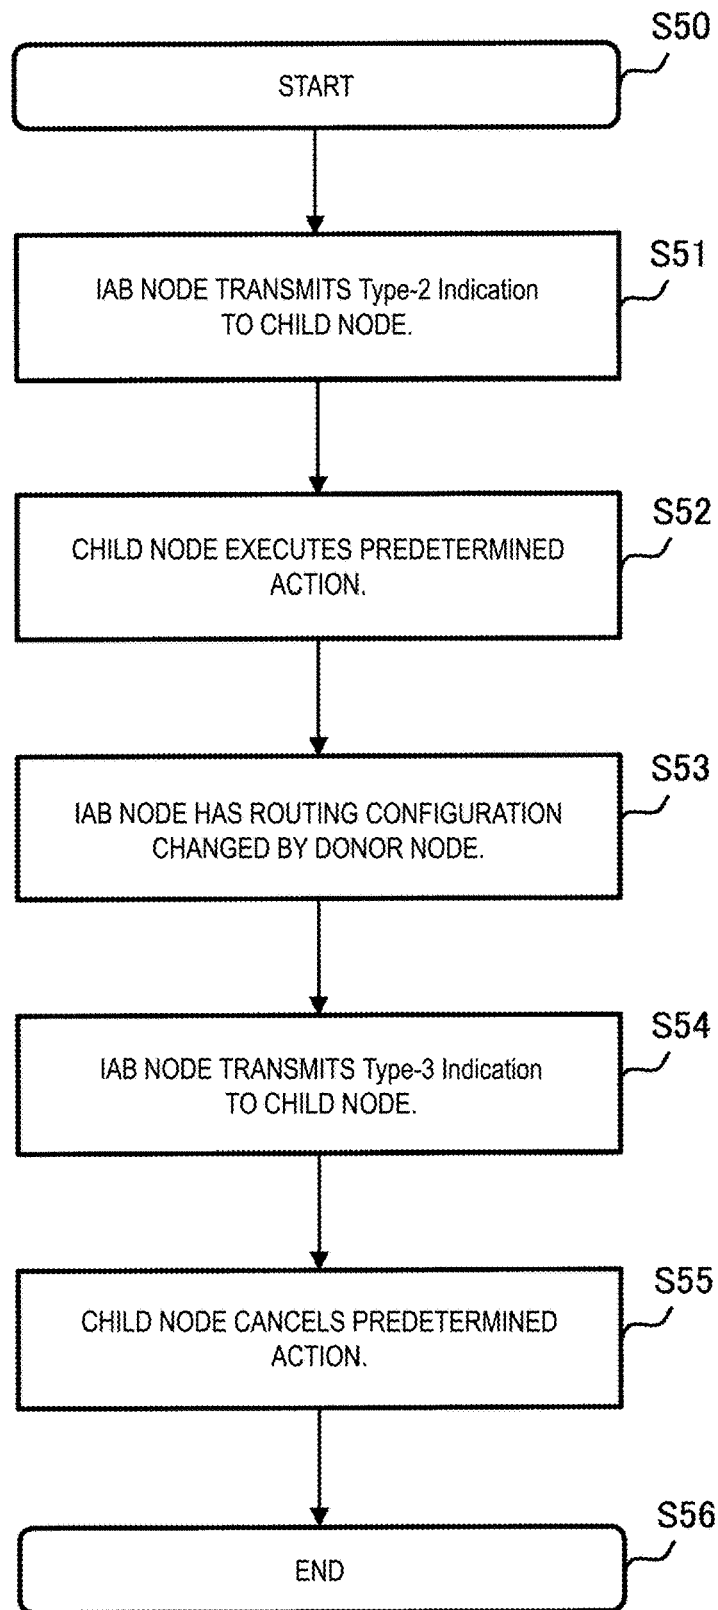 S50
START
S51
IAB NODE TRANSMITS Type-2 Indication
TO CHILD NODE.
S52
CHILD NODE EXECUTES PREDETERMINED
ACTION.
S53
IAB NODE HAS ROUTING CONFIGURATION
CHANGED BY DONOR NODE.
S54
IAB NODE TRANSMITS Type-3 Indication
TO CHILD NODE.
S55
CHILD NODE CANCELS PREDETERMINED
ACTION.
S56
END